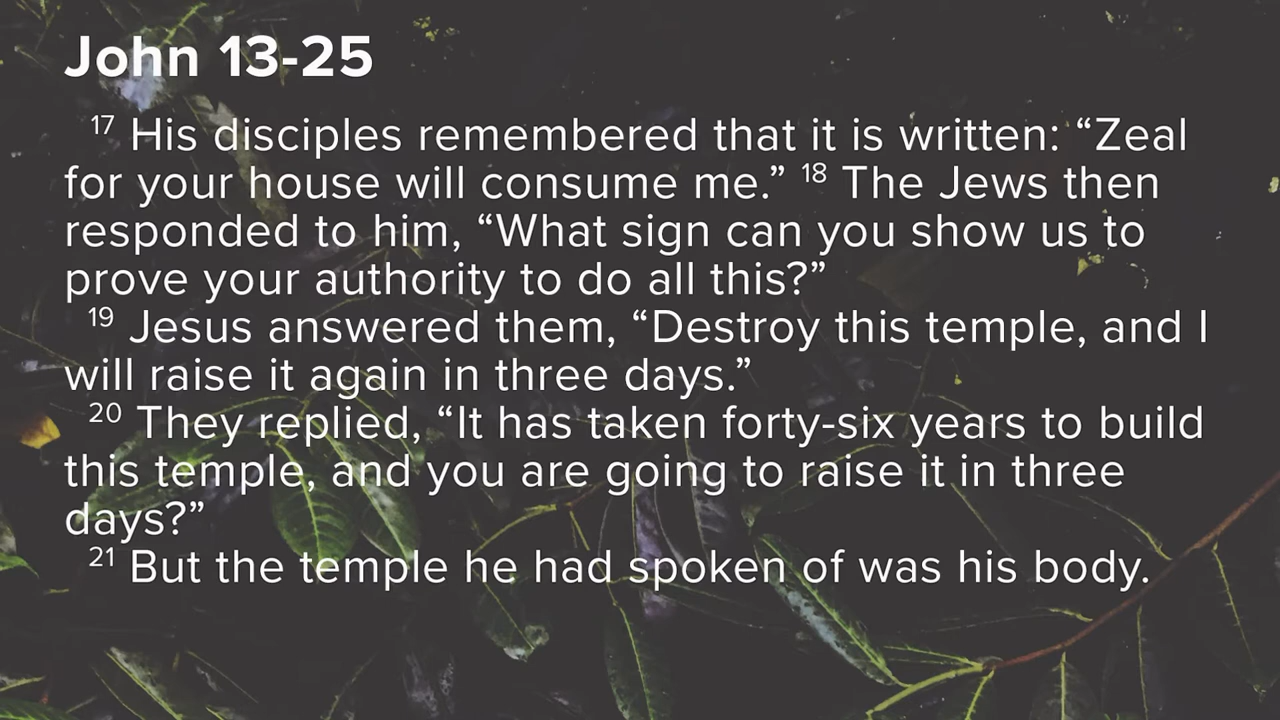 John 13-25
17 His disciples remembered that it is written: “Zeal
for your house will consume me.” 18 The Jews then
responded to him, “What sign can you show us to
prove your authority to do all this?”
19 Jesus answered them, “Destroy this temple, and I
will raise it again in three days.”
20 They replied, “It has taken forty-six years to build
this temple, and you are going to raise it in three
days?”
21 But the temple he had spoken of was his body.